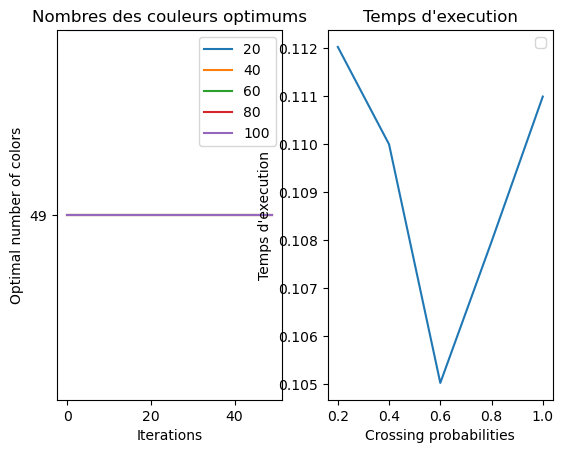 Nombres des couleurs optimums
20
40
60
80
100
49
Optimal number of colors
0 20 40
Iterations
Temps d'execution
0.112
0.111
0.110
0.109
0.108
0.107
0.106
0.105
Temps d'execution
0.2 0.4 0.6 0.8 1.0
Crossing probabilities